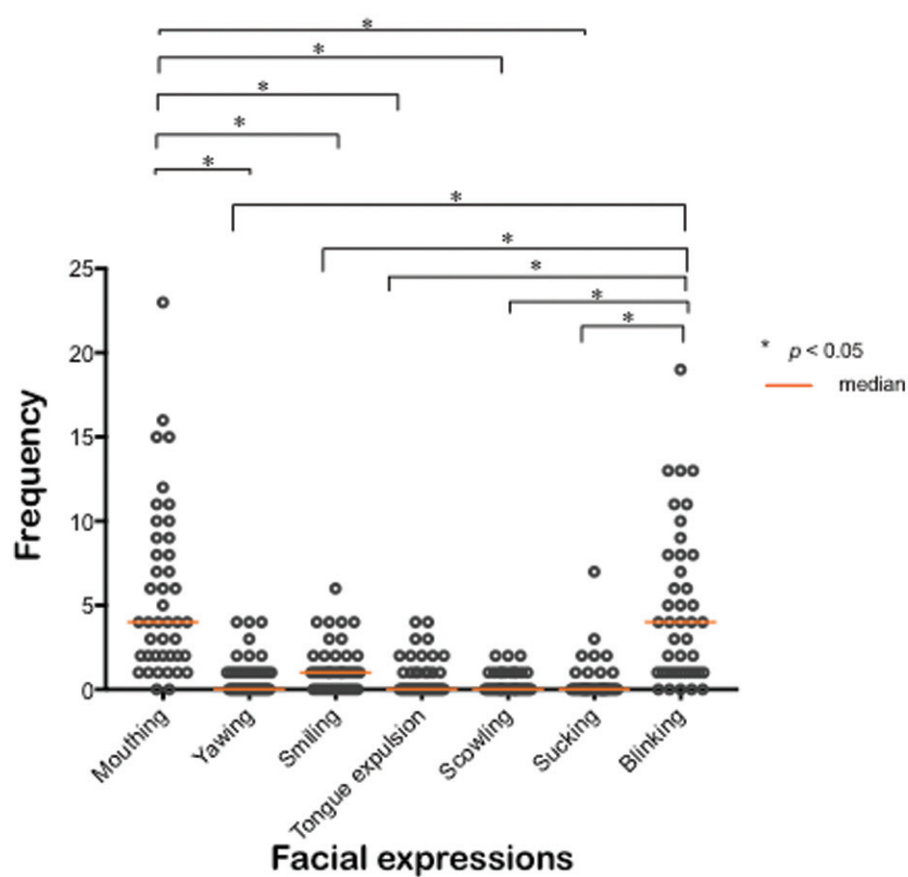 *
*
*
*
*
*
*
*
*
*
25
20
15
10
5
0
Frequency
* p < 0.05
median
Mouthing
Yawing
Smiling
Tongue expulsion
Scowling
Sucking
Blinking
Facial expressions